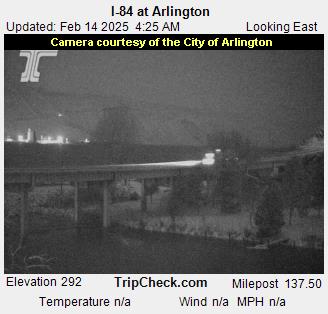 I-84 at Arlington
Updated: Feb 14 2025 4:25 AM Looking East
Camera courtesy of the City of Arlington
Elevation 292 TripCheck.com Milepost 137.50
Temperature n/a Wind n/a MPH n/a